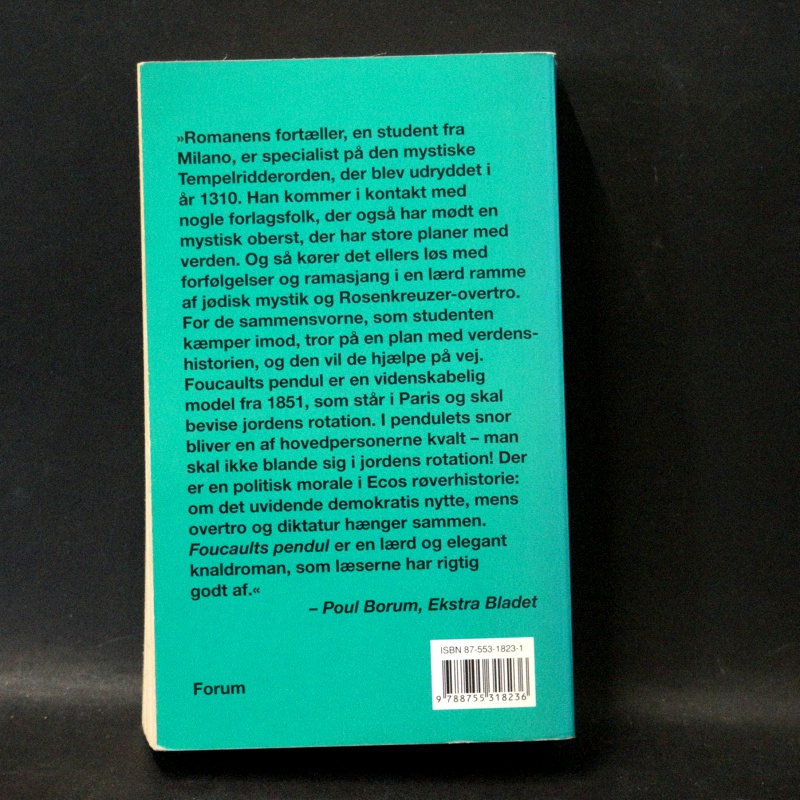 »Romanens fortæller, en student fra
Milano, er specialist på den mystiske
Tempelridderorden, der blev udryddet i
år 1310. Han kommer i kontakt med
nogle forlagsfolk, der også har mødt en
mystisk oberst, der har store planer med
verden. Og så kører det ellers løs med
forfølgelser og ramasjang i en lærd ramme
af jødisk mystik og Rosenkreuzer-overtro.
For de sammensvorne, som studenten
kæmper imod, tror på en plan med verdens-
historien, og den vil de hjælpe på vej.
Foucaults pendul er en videnskabelig
model fra 1851, som står i Paris og skal
bevise jordens rotation. I pendulets snor
bliver en af hovedpersonerne kvalt – man
skal ikke blande sig i jordens rotation! Der
er en politisk morale i Ecos røverhistorie:
om det uvidende demokratis nytte, mens
overtro og diktatur hænger sammen.
Foucaults pendul er en lærd og elegant
knaldroman, som læserne har rigtig
godt af.«
– Poul Borum, Ekstra Bladet
ISBN 87-553-1823-1
9 788755 318236
Forum